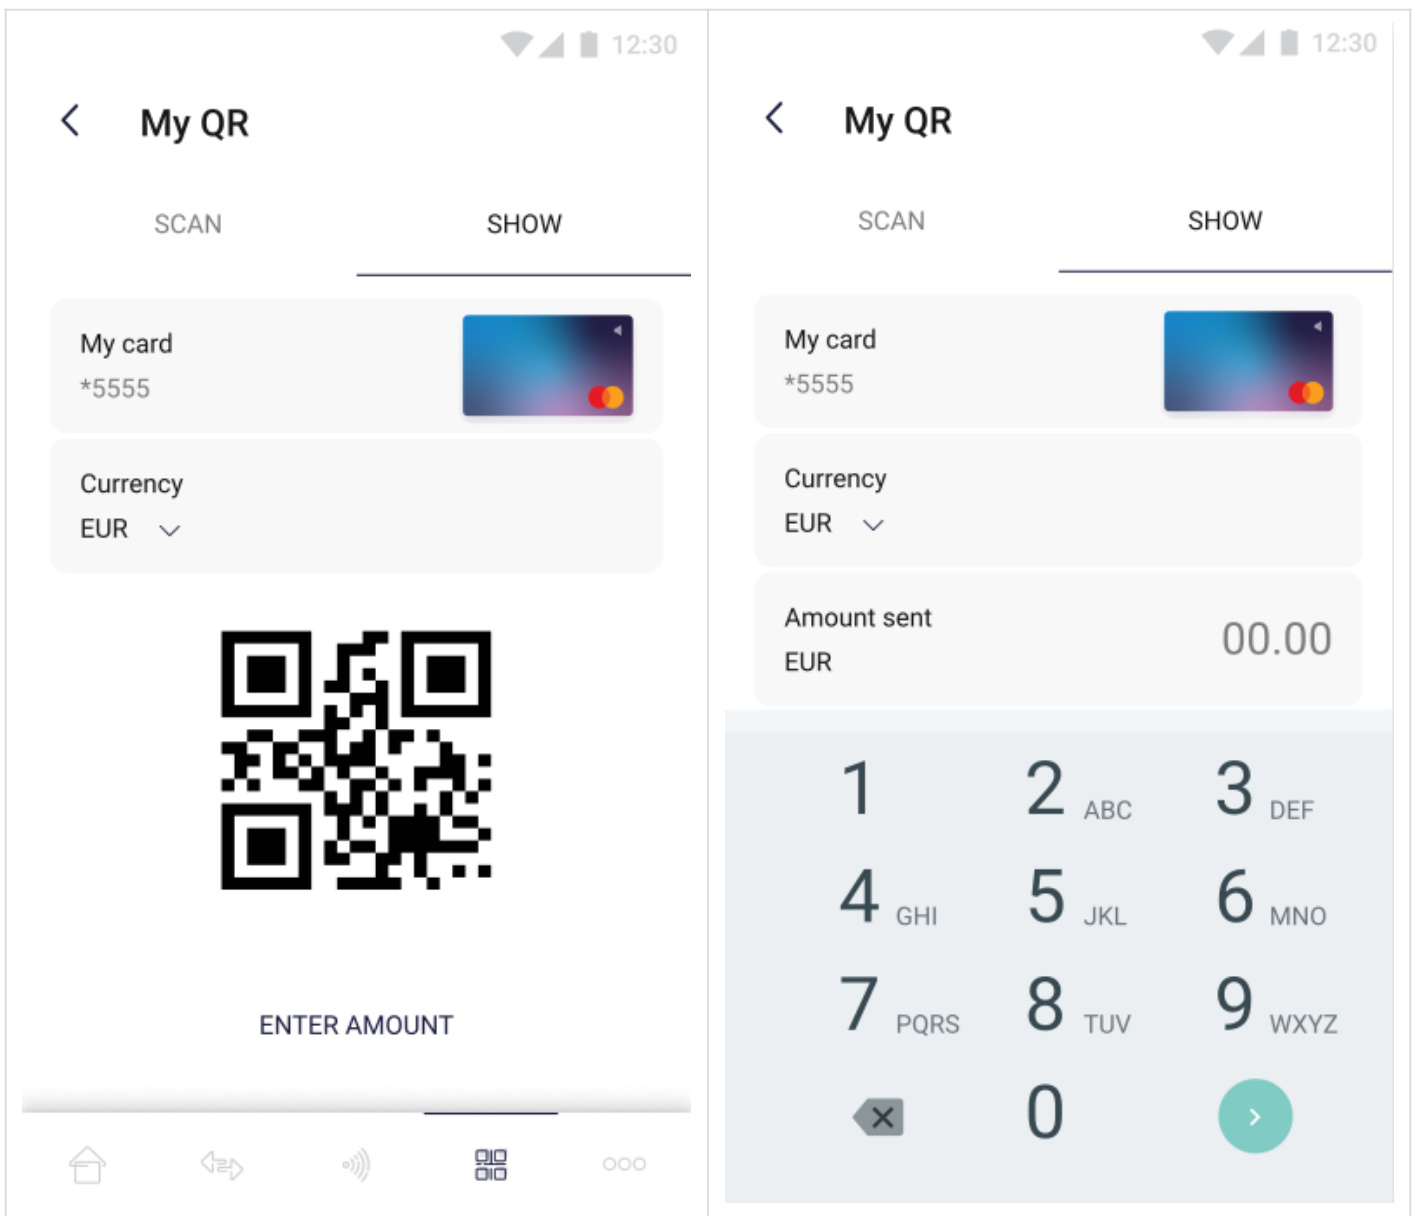 12:30
My QR
SCAN SHOW
My card
*5555
Currency
EUR
ENTER AMOUNT
12:30
My QR
SCAN SHOW
My card
*5555
Currency
EUR
Amount sent
EUR
00.00
1 2 ABC 3 DEF
4 GHI 5 JKL 6 MNO
7 PQRS 8 TUV 9 WXYZ
0